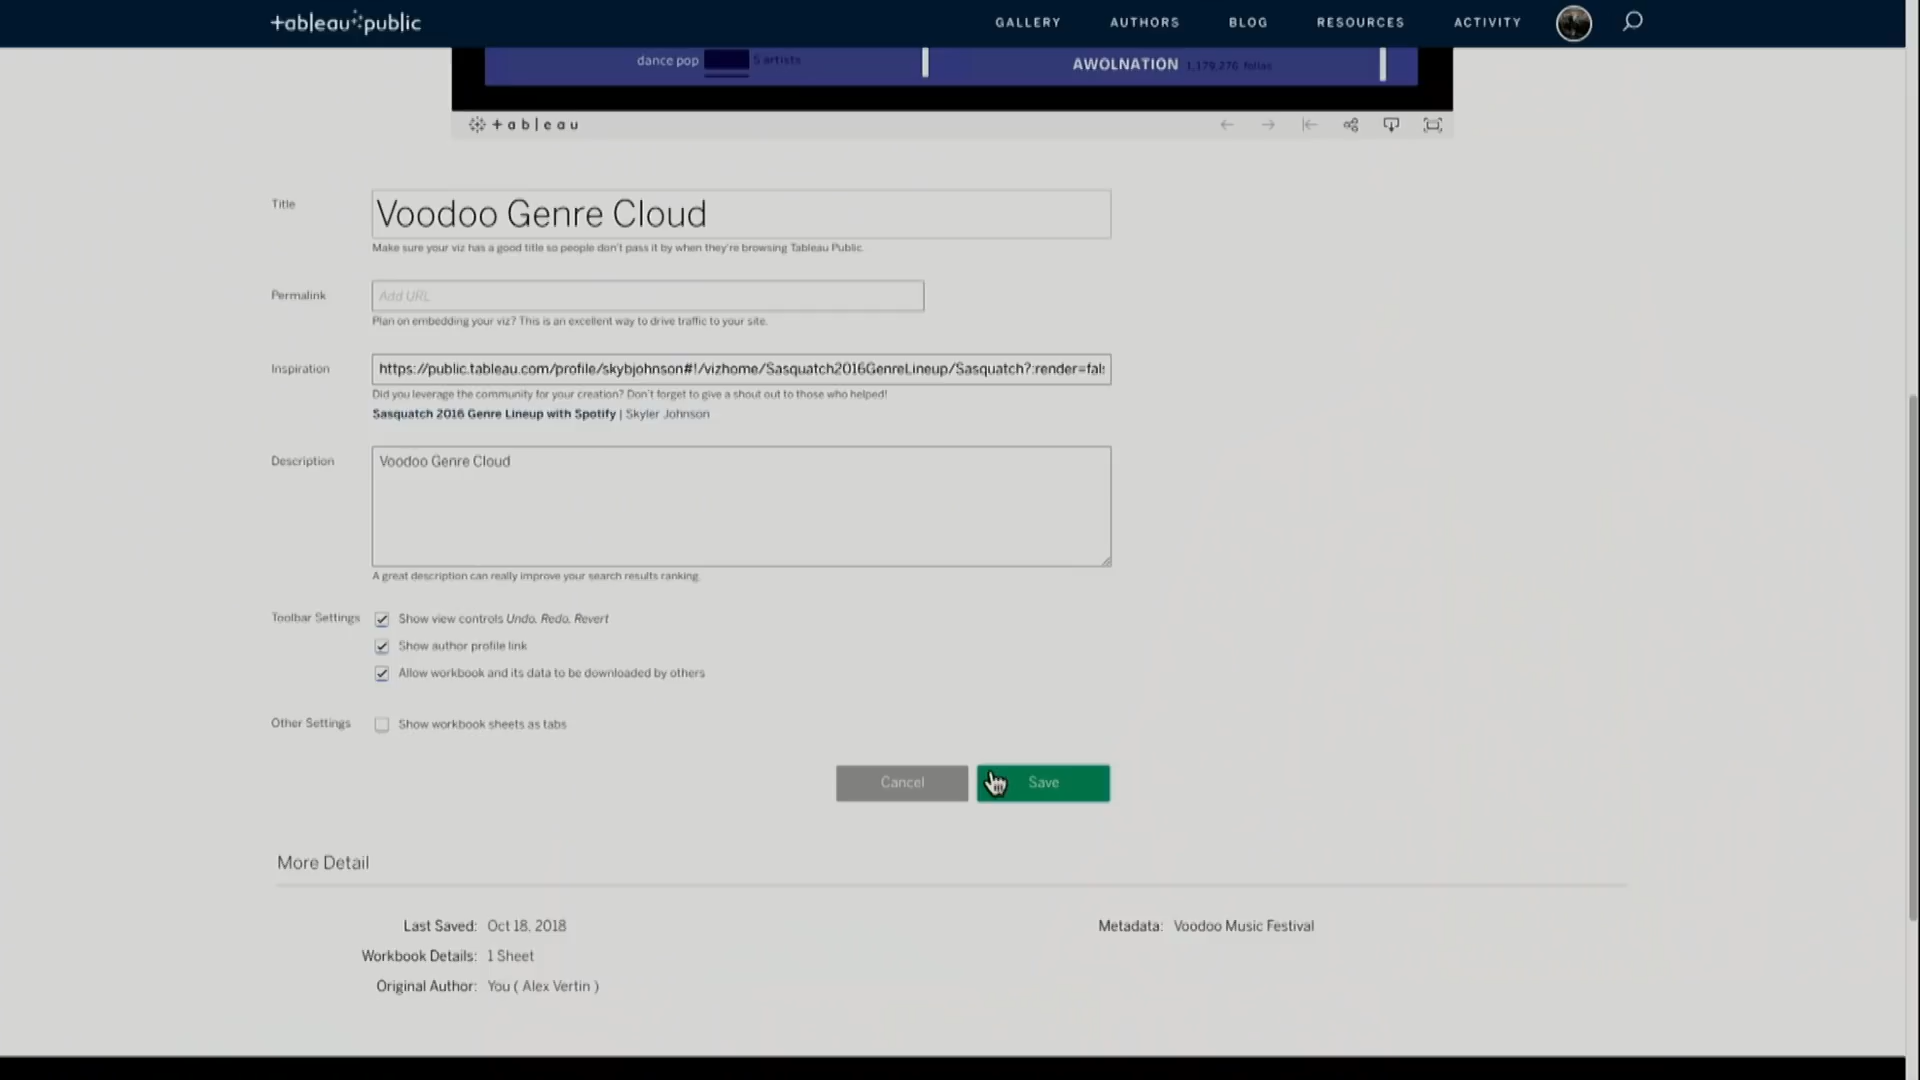 +ableau public
GALLERY AUTHORS BLOG RESOURCES ACTIVITY
dance pop 5 artists
AWOLNATION 1,179,276 follas
+ableau
Title
Voodoo Genre Cloud
Make sure your viz has a good title so people don't pass it by when they're browsing Tableau Public.
Permalink
Add URL
Plan on embedding your viz? This is an excellent way to drive traffic to your site.
Inspiration
https://public.tableau.com/profile/skybjohnson#!/vizhome/Sasquatch2016GenreLineup/Sasquatch?:render=fals
Did you leverage the community for your creation? Don't forget to give a shout out to those who helped!
Sasquatch 2016 Genre Lineup with Spotify | Skyler Johnson
Description
Voodoo Genre Cloud
A great description can really improve your search results ranking.
Toolbar Settings
Show view controls Undo, Redo, Revert
Show author profile link
Allow workbook and its data to be downloaded by others
Other Settings
Show workbook sheets as tabs
Cancel
Save
More Detail
Last Saved: Oct 18, 2018
Metadata: Voodoo Music Festival
Workbook Details: 1 Sheet
Original Author: You ( Alex Vertin )